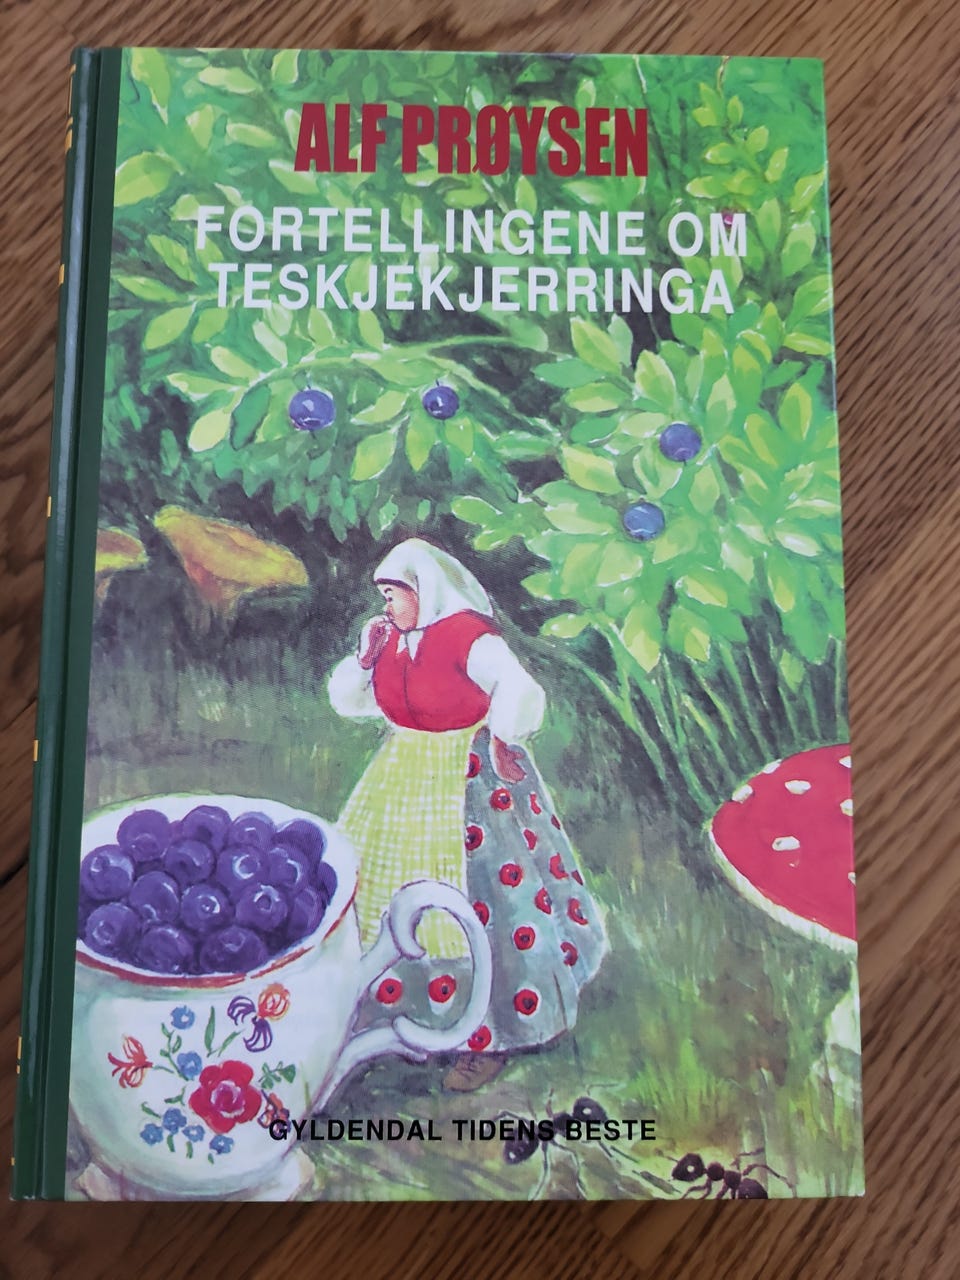 ALF PRØYSEN
FORTELLINGENE OM
TESKJEKJERRINGA
GYLDENDAL TIDENS BESTE